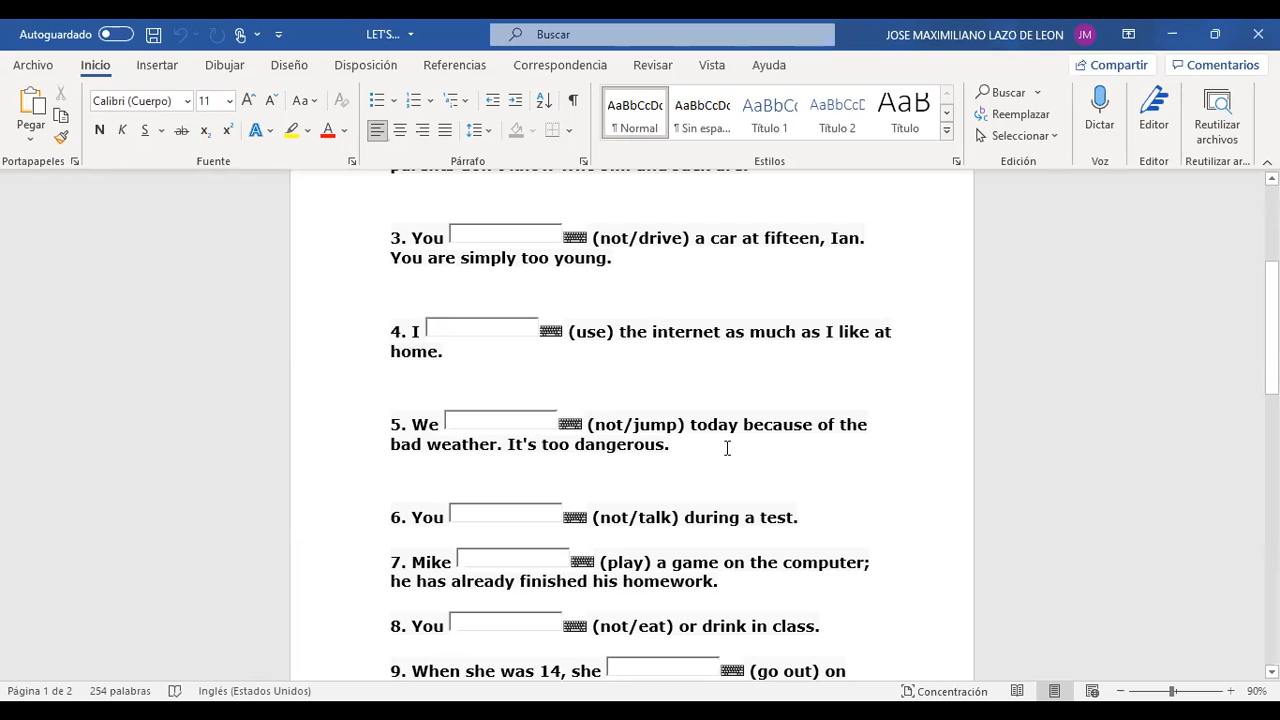 Autoguardado
LET'S...
Buscar
JOSE MAXIMILIANO LAZO DE LEON
JM
Archivo
Inicio
Insertar
Dibujar
Diseño
Disposición
Referencias
Correspondencia
Revisar
Vista
Ayuda
Compartir
Comentarios
Pegar
Calibri (Cuerpo)
11
Aa
N K S ab x₂ x² A A
AaBbCcDc
¶ Normal
AaBbCcDc
¶ Sin espa...
AaBbCc
Título 1
AaBbCcD
Título 2
AaB
Título
Buscar
Reemplazar
Seleccionar
Dictar
Editor
Reutilizar
archivos
Portapapeles
Fuente
Párrafo
Estilos
Edición
Voz
Editor
Reutilizar ar...
3. You (not/drive) a car at fifteen, Ian.
You are simply too young.
4. I (use) the internet as much as I like at
home.
5. We (not/jump) today because of the
bad weather. It's too dangerous.
6. You (not/talk) during a test.
7. Mike (play) a game on the computer;
he has already finished his homework.
8. You (not/eat) or drink in class.
9. When she was 14, she (go out) on
Página 1 de 2
254 palabras
Inglés (Estados Unidos)
Concentración
90%